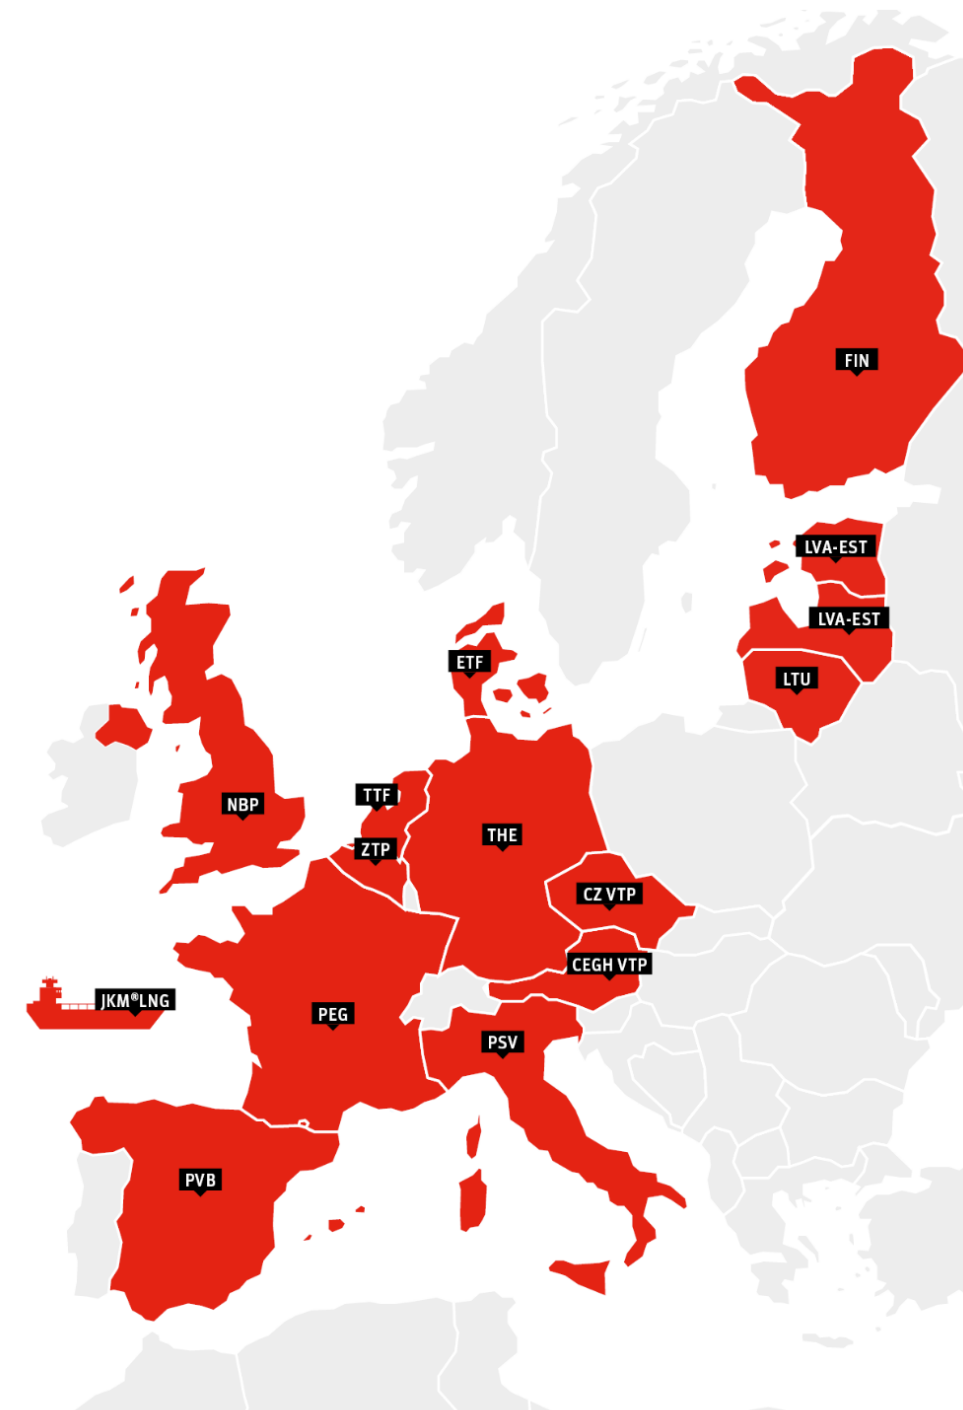 FIN
LVA-EST
LVA-EST
ETF
LTU
TTF
NBP
THE
ZTP
CZ VTP
CEGH VTP
JKM®LNG
PEG
PSV
PVB